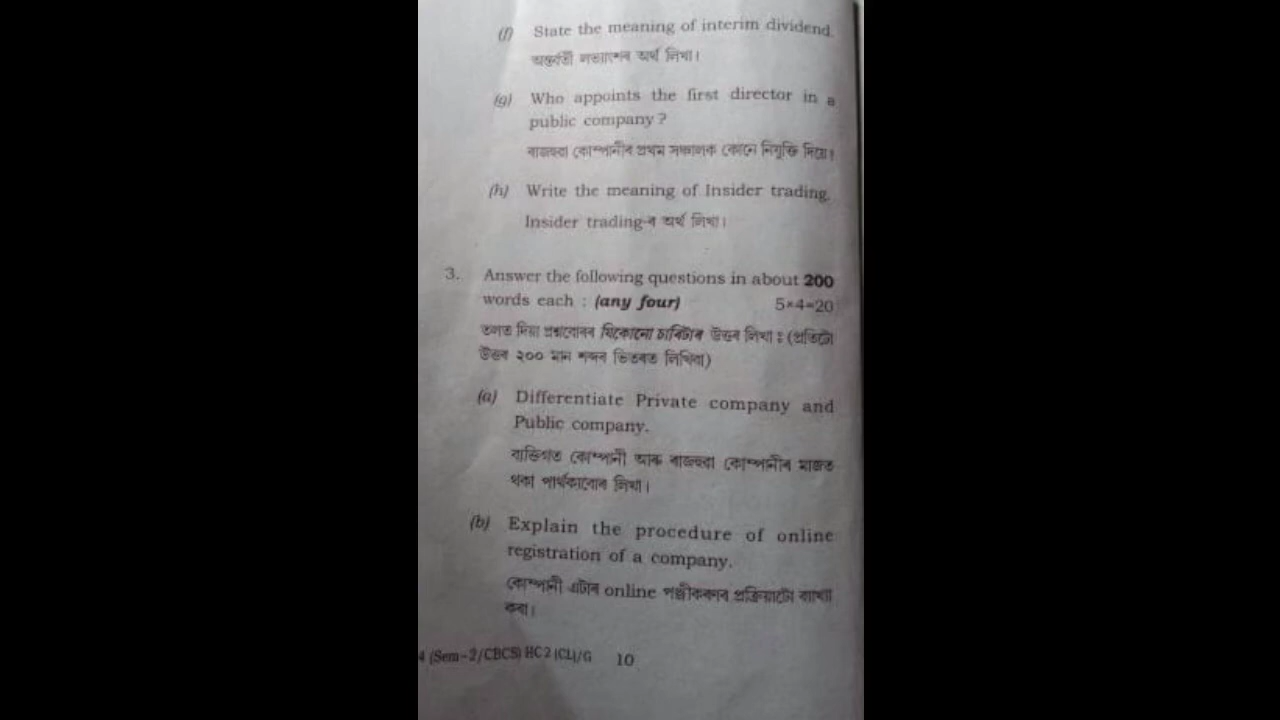 (f) State the meaning of interim dividend.
অন্তৰ্ৱৰ্তী লভ্যাংশৰ অৰ্থ লিখা।
(g) Who appoints the first director in a
public company?
ৰাজহুৱা কোম্পানীৰ প্ৰথম সঞ্চালক কোনে নিযুক্তি দিয়ে।
(h) Write the meaning of Insider trading.
Insider trading-ৰ অৰ্থ লিখা।
3. Answer the following questions in about 200
words each : (any four) 5×4=20
তলত দিয়া প্ৰশ্নবোৰৰ যিকোনো চাৰিটাৰ উত্তৰ লিখা : (প্ৰতিটো
উত্তৰ ২০০ মান শব্দৰ ভিতৰত লিখিবা)
(a) Differentiate Private company and
Public company.
ব্যক্তিগত কোম্পানী আৰু ৰাজহুৱা কোম্পানীৰ মাজত
থকা পাৰ্থক্যবোৰ লিখা।
(b) Explain the procedure of online
registration of a company.
কোম্পানী এটাৰ online পঞ্জীকৰণৰ প্ৰক্ৰিয়াটো ব্যাখ্যা
কৰা।
4 (Sem-2/CBCS) HC 2 (CL)/G 10